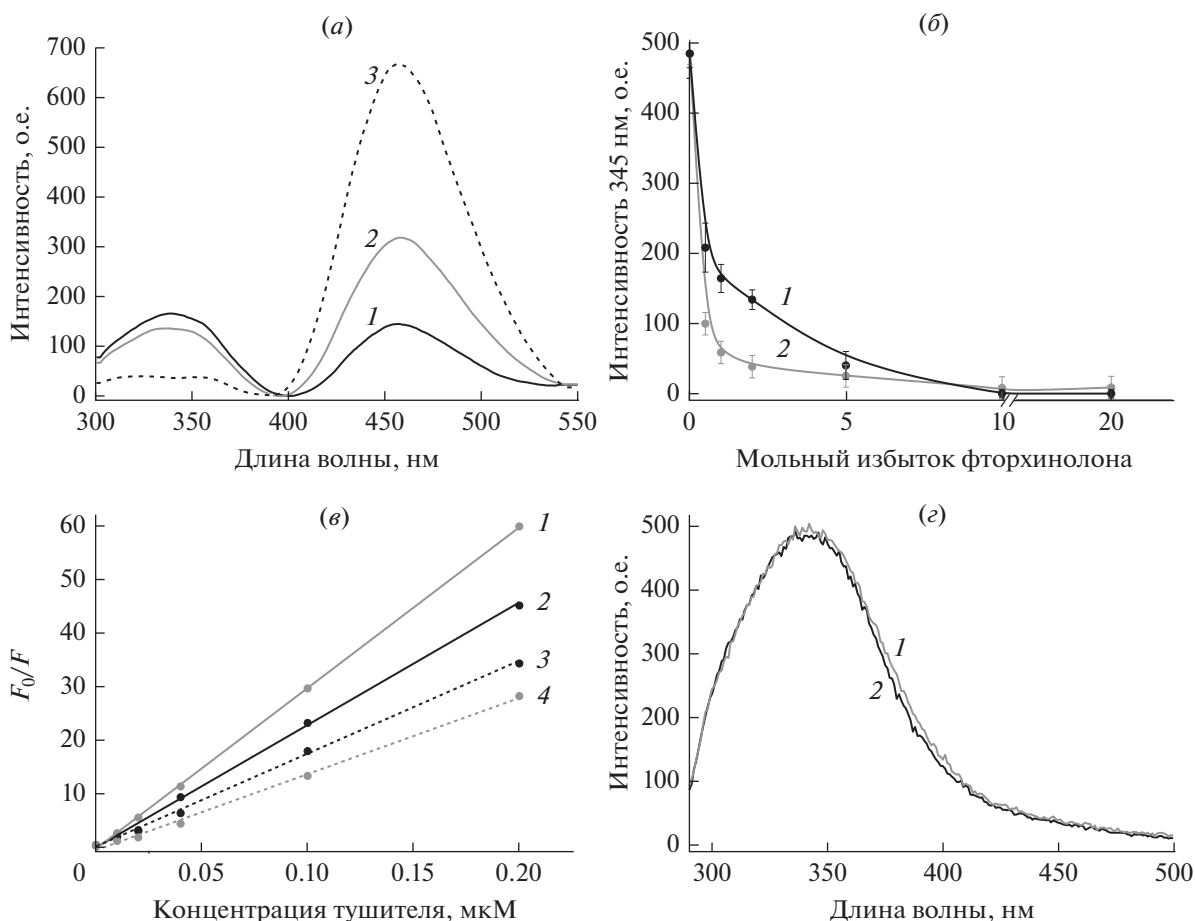 (а)
Интенсивность, о.е.
700
600
500
400
300
200
100
0
3
2
1
300 350 400 450 500 550
Длина волны, нм
(б)
Интенсивность 345 нм, о.е.
500
400
300
200
100
0
1
2
0 5 10 20
Мольный избыток фторхинолона
(в)
F0/F
60
50
40
30
20
10
1
2
3
4
0 0.05 0.10 0.15 0.20
Концентрация тушителя, мкМ
(г)
Интенсивность, о.е.
500
400
300
200
100
0
1
2
300 350 400 450 500
Длина волны, нм